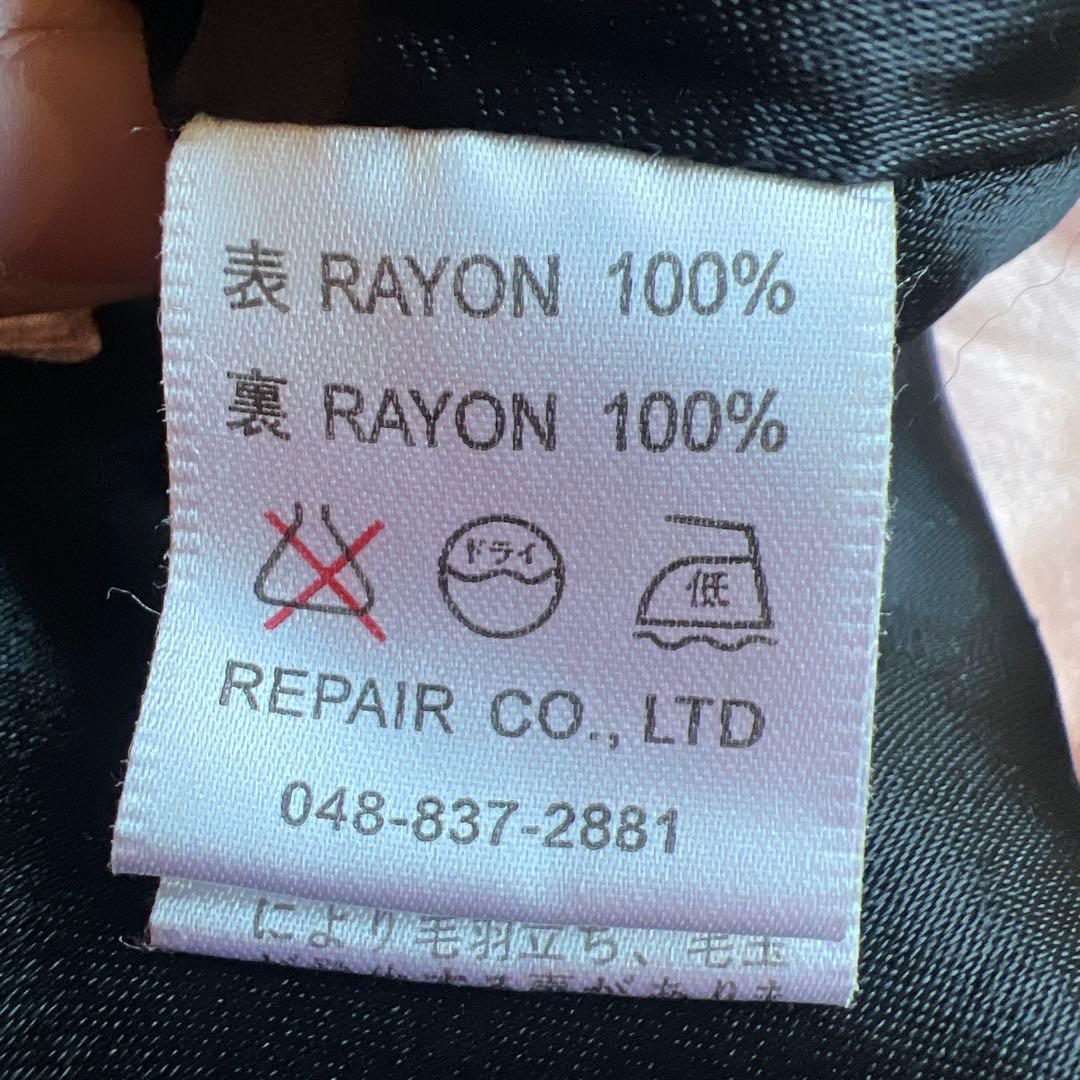 表 RAYON 100%
裏 RAYON 100%
ドライ 低
REPAIR CO., LTD
048-837-2881
により毛羽立ち、毛玉